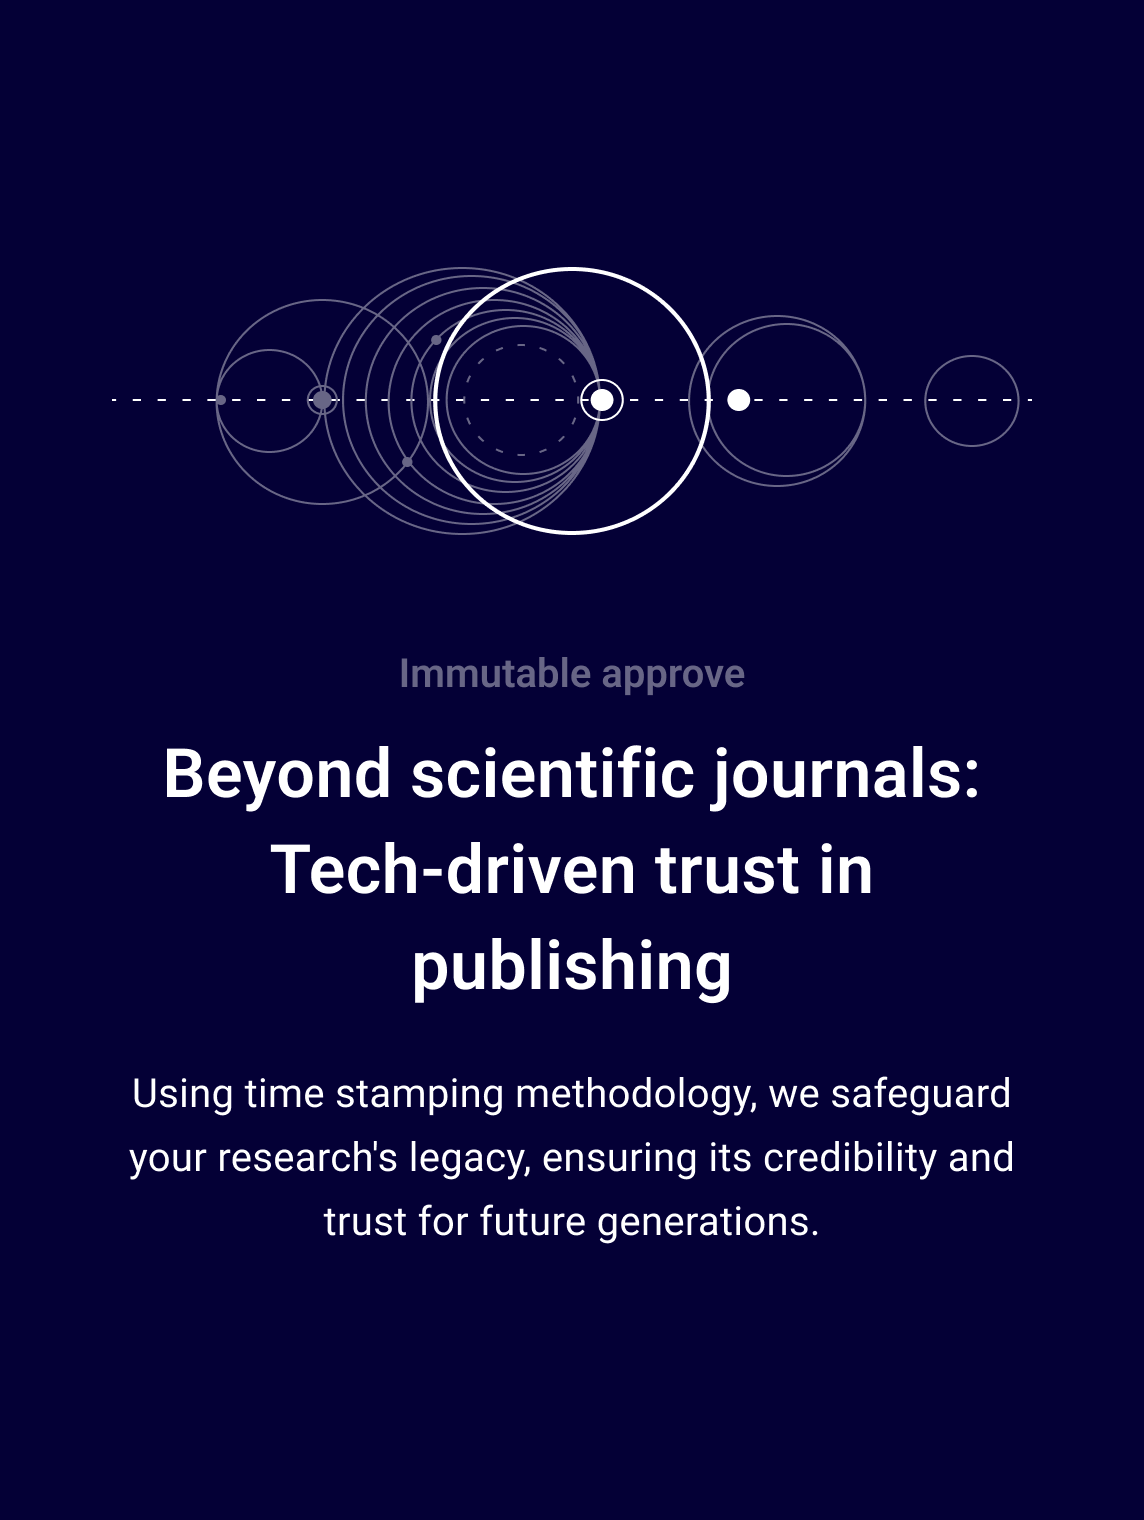 Immutable approve
Beyond scientific journals:
Tech-driven trust in
publishing
Using time stamping methodology, we safeguard
your research's legacy, ensuring its credibility and
trust for future generations.